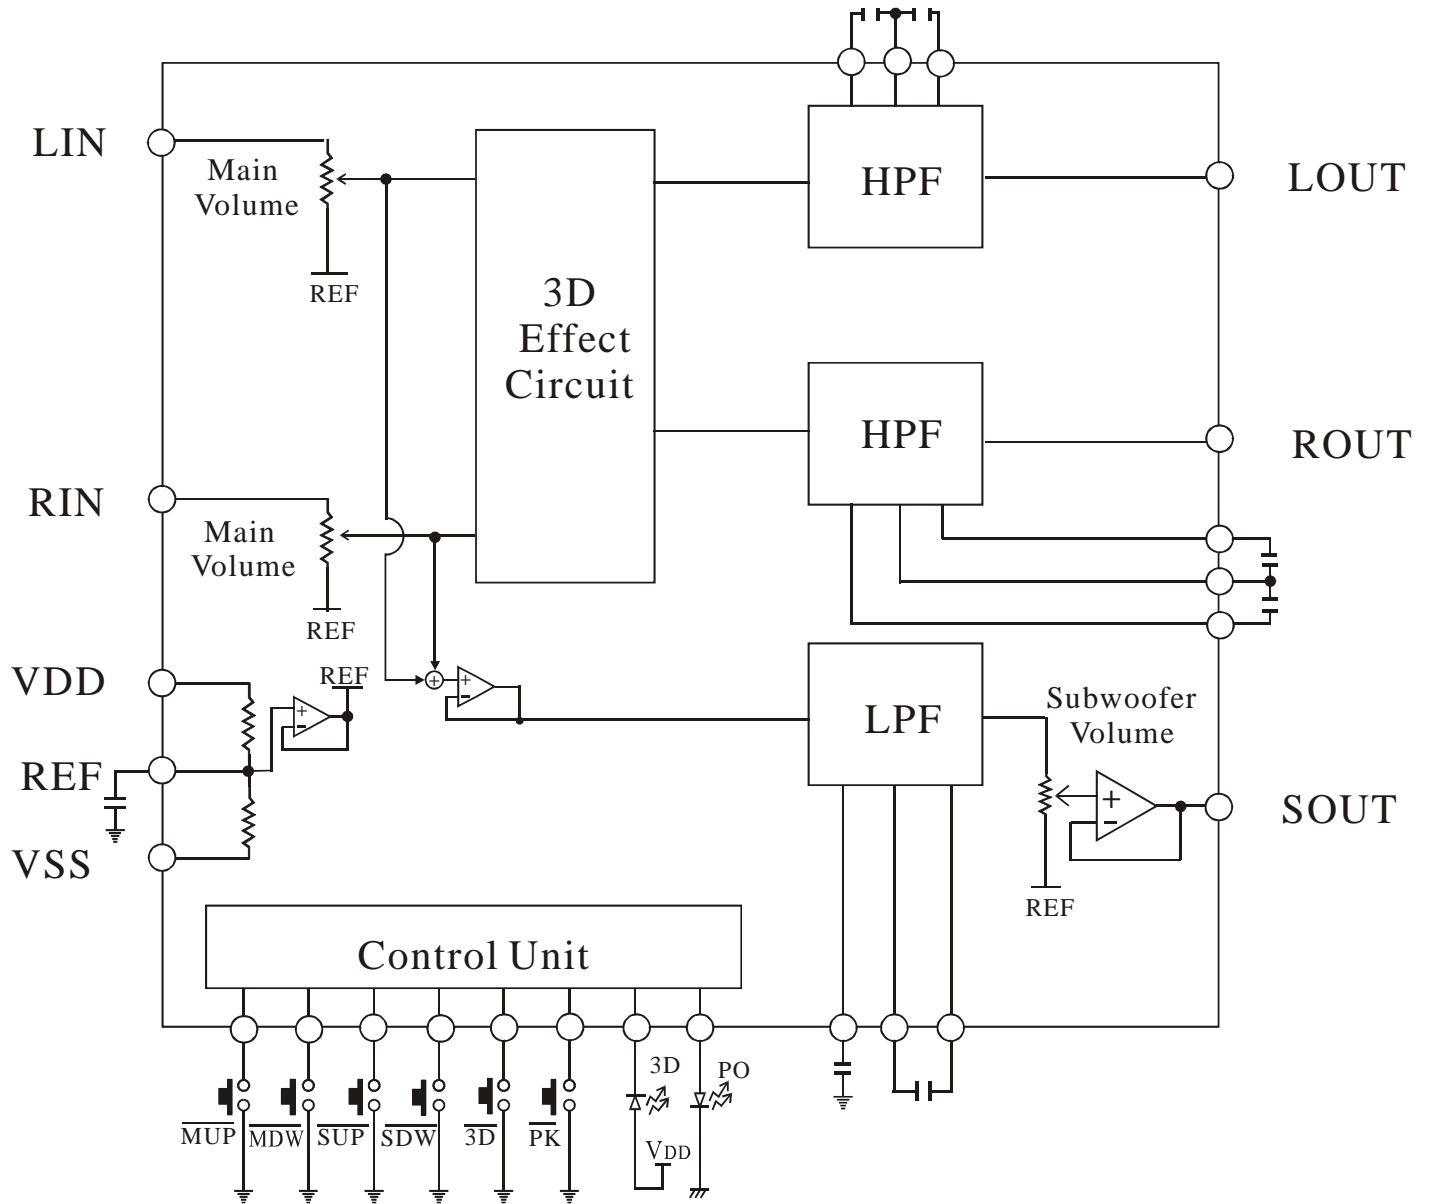 LIN
Main
Volume
REF
3D
Effect
Circuit
HPF
LOUT
HPF
ROUT
RIN
Main
Volume
REF
VDD
REF
+
+
-
+
-
REF
VSS
LPF
Subwoofer
Volume
+
-
REF
SOUT
Control Unit
MUP
MDW
SUP
SDW
3D
PK
3D
PO
VDD